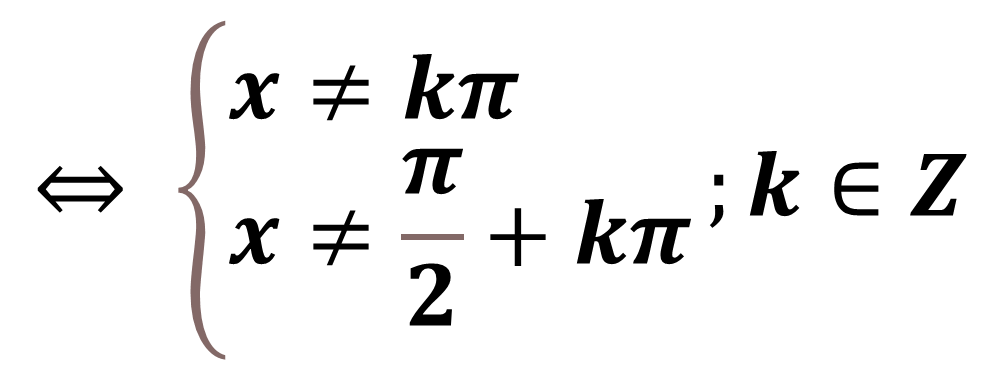 ⇔ { x ≠ kπ
x ≠ π/2 + kπ ; k ∈ Z